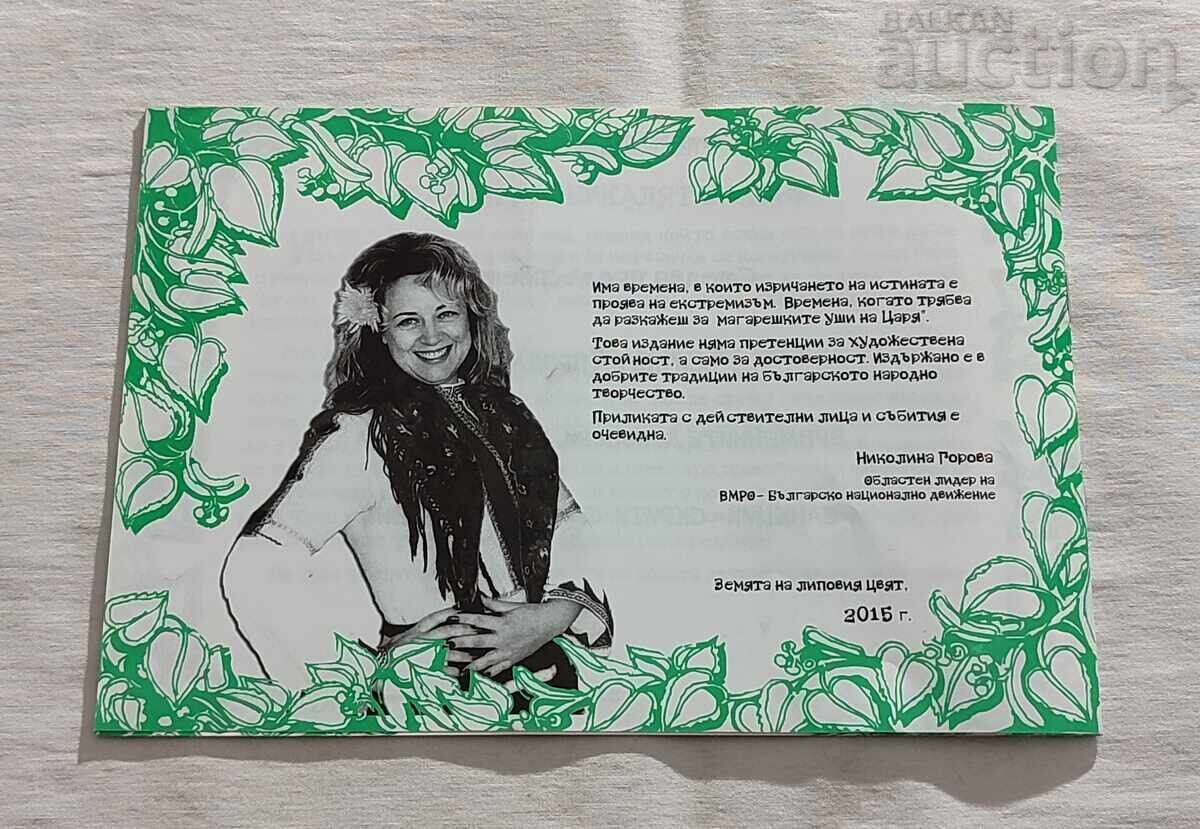 BALKAN
auction
Има времена, в които изричането на истината е
проява на екстремизъм. Времена, когато трябва
да разкажеш за магарешките уши на Царя".
Това издание няма претенции за художествена
стойност, а само за достоверност. Издържано е в
добрите традиции на българското народно
творчество.
Приликата с действителни лица и събития е
очевидна.
Николина Горова
Областен лидер на
ВМРО- Българско национално движение
Земята на липовия цвят.
2015 г.